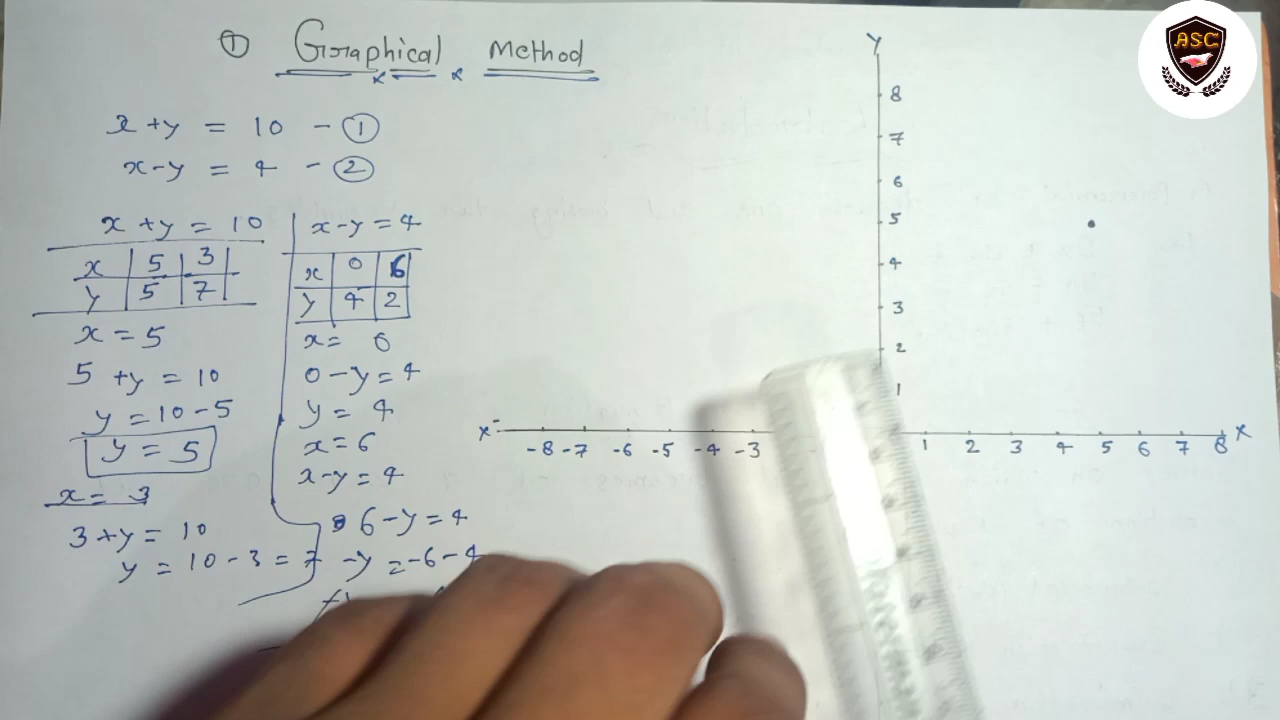 ① Graphical Method
x + y = 10 - ①
x - y = 4 - ②
x + y = 10
x 5 3
y 5 7
x = 5
5 + y = 10
y = 10 - 5
y = 5
x = 3
3 + y = 10
y = 10 - 3 = 7
x - y = 4
x 0 6
y 4 2
x = 0
0 - y = 4
y = 4
x = 6
x - y = 4
6 - y = 4
-y = -6 - 4
Y
8
7
6
5
4
3
2
1
x⁻ -8 -7 -6 -5 -4 -3 1 2 3 4 5 6 7 8 X
ASC